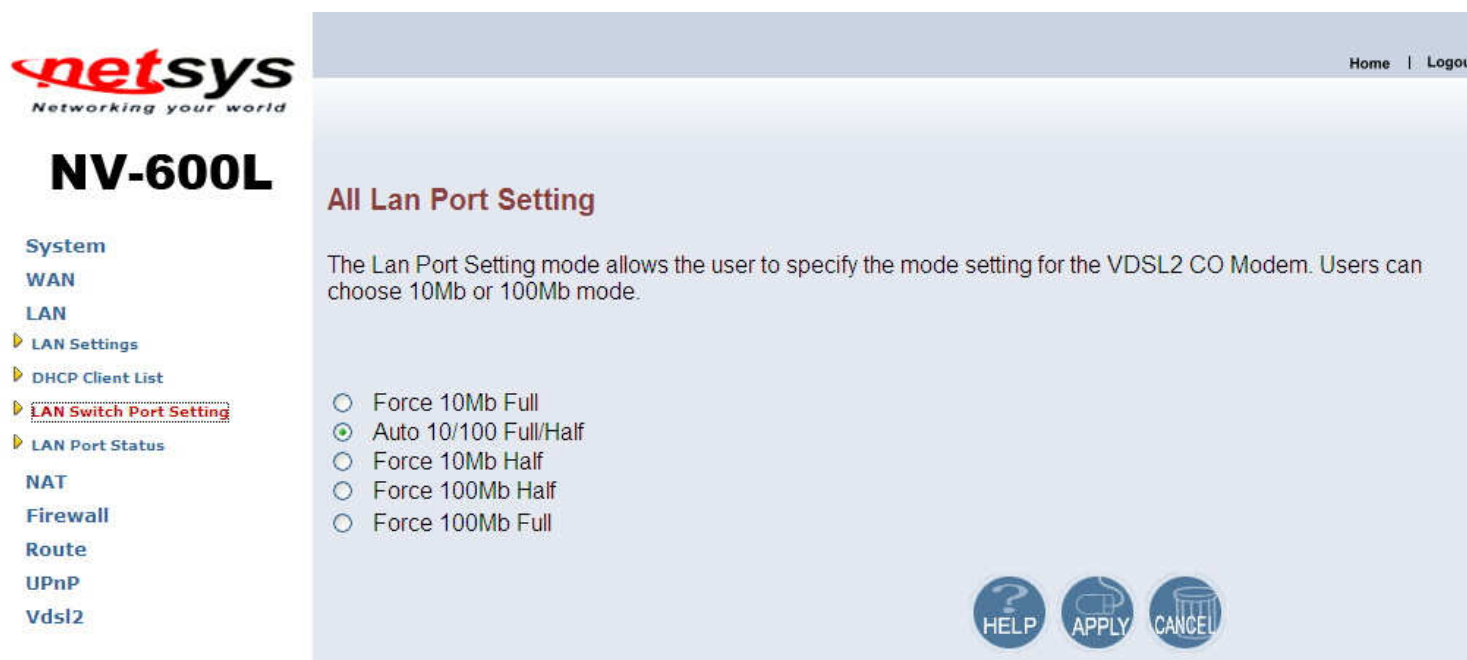 netsys
Networking your world
NV-600L
System
WAN
LAN
LAN Settings
DHCP Client List
LAN Switch Port Setting
LAN Port Status
NAT
Firewall
Route
UPnP
Vdsl2
Home | Logou
All Lan Port Setting
The Lan Port Setting mode allows the user to specify the mode setting for the VDSL2 CO Modem. Users can
choose 10Mb or 100Mb mode.
Force 10Mb Full
Auto 10/100 Full/Half
Force 10Mb Half
Force 100Mb Half
Force 100Mb Full
? HELP APPLY CANCEL